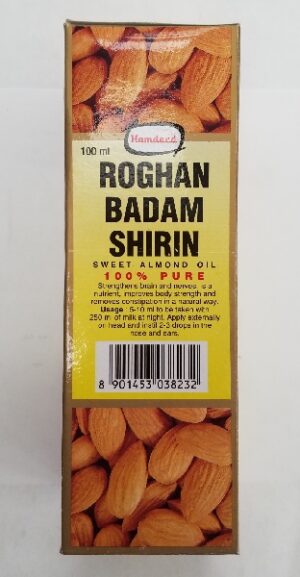 Hamdard
100 ml
ROGHAN
BADAM
SHIRIN
SWEET ALMOND OIL
100% PURE
Strengthens brain and nerves, is a
nutrient, improves body strength and
removes constipation in a natural way.
Usage : 5-10 ml to be taken with
250 ml of milk at night. Apply externally
on head and instil 2-3 drops in the
nose and ears.
8 901453 038232